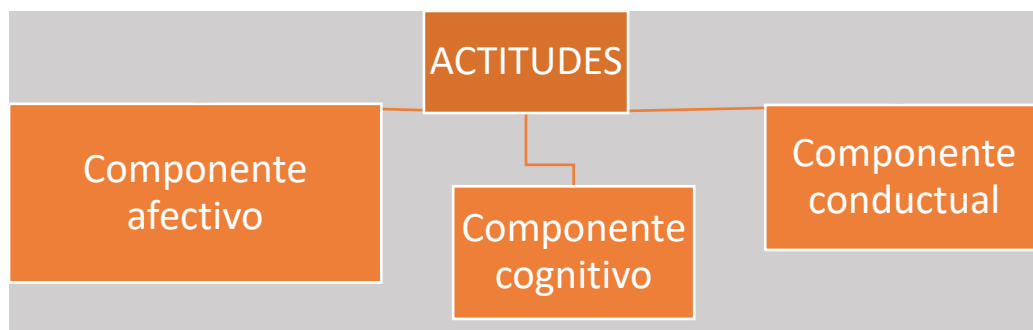 ACTITUDES
Componente
afectivo
Componente
cognitivo
Componente
conductual